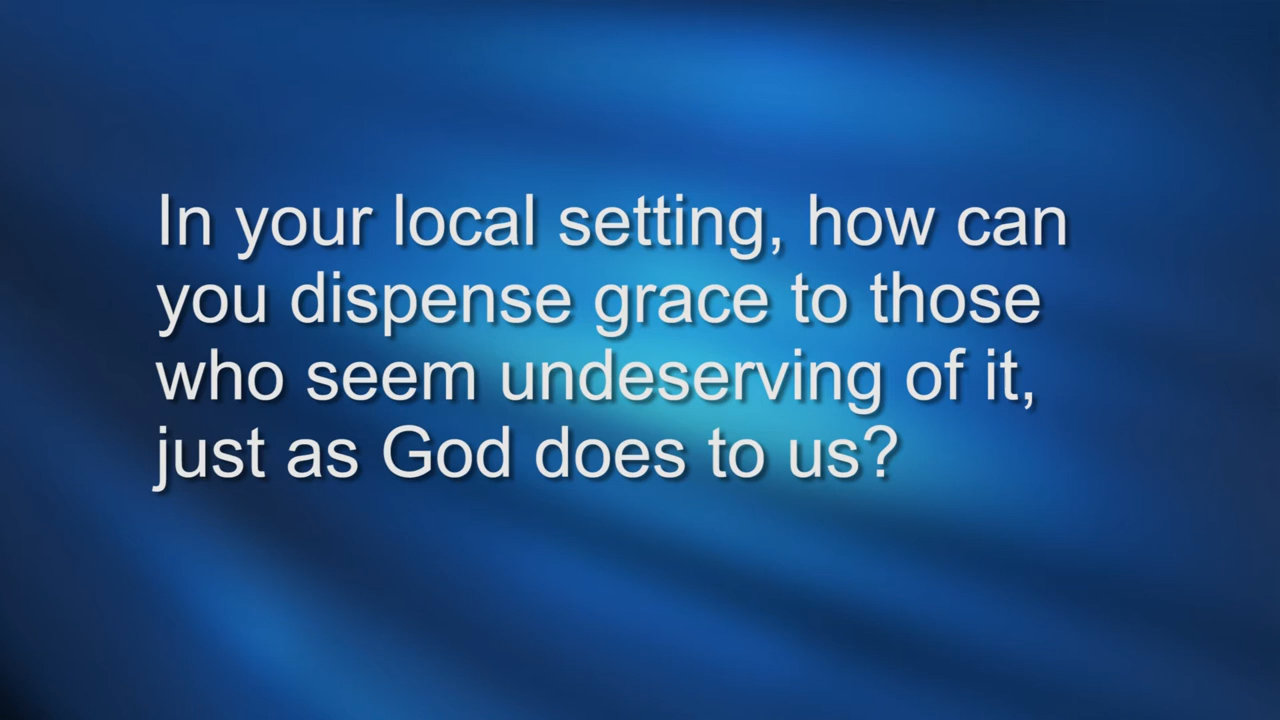 In your local setting, how can
you dispense grace to those
who seem undeserving of it,
just as God does to us?